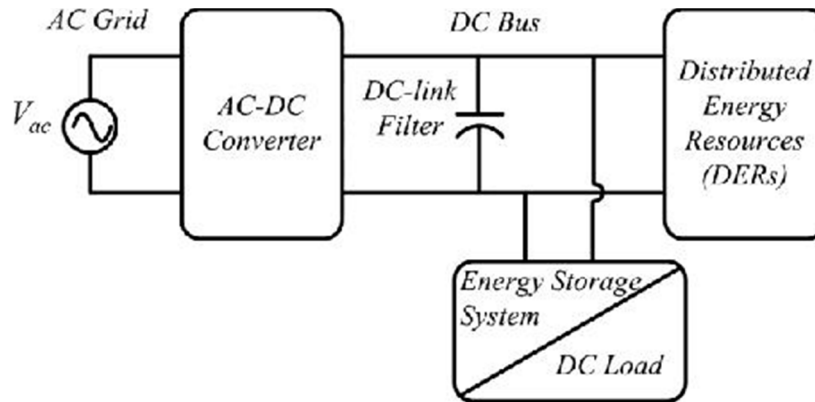 AC Grid
V_ac
AC-DC
Converter
DC Bus
DC-link
Filter
Distributed
Energy
Resources
(DERs)
Energy Storage
System
DC Load